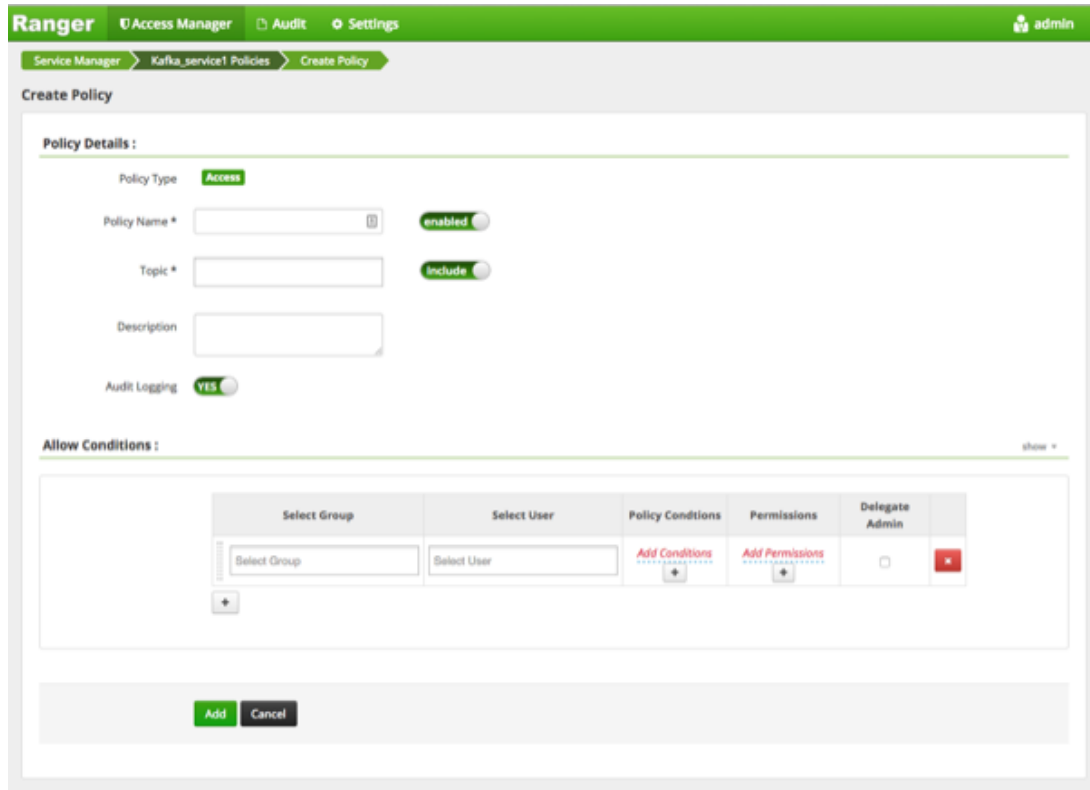 Ranger Access Manager Audit Settings admin
Service Manager Kafka_service1 Policies Create Policy
Create Policy
Policy Details :
Policy Type Access
Policy Name * enabled
Topic * include
Description
Audit Logging YES
Allow Conditions : show
Select Group Select User Policy Condtions Permissions Delegate Admin
Select Group Select User Add Conditions Add Permissions
+ +
+
Add Cancel